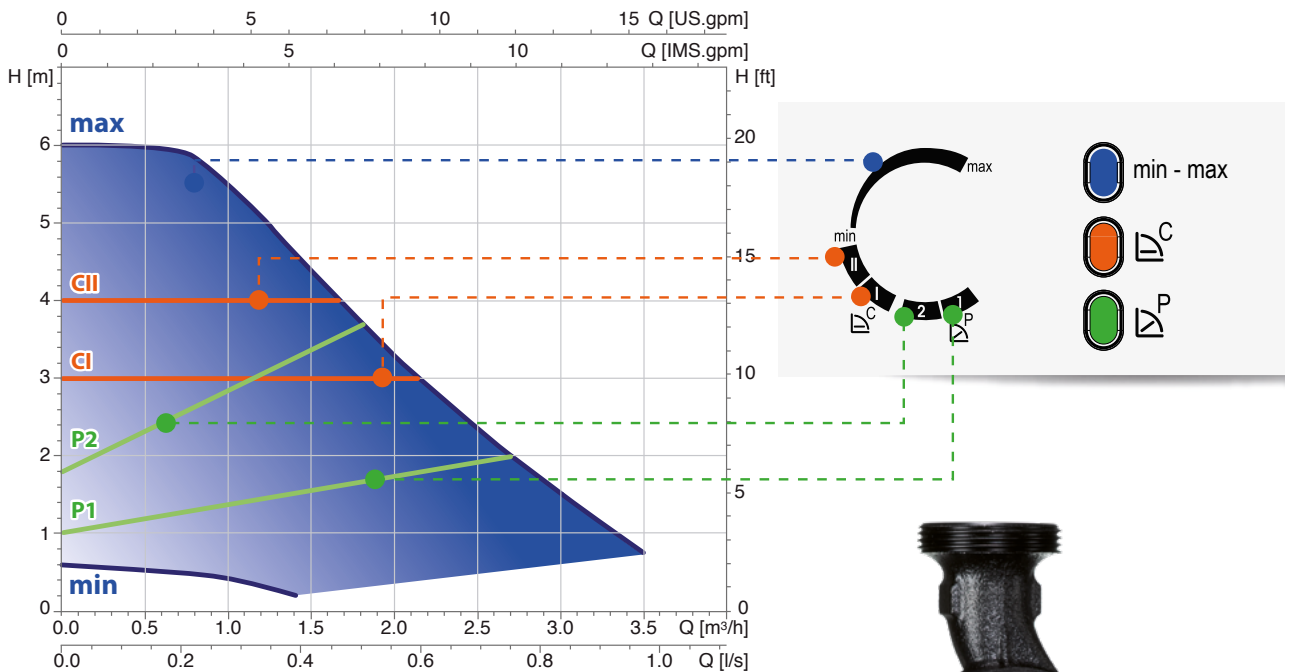 0 5 10 15 Q [US.gpm]
0 5 10 Q [IMS.gpm]
H [m] H [ft]
max
6 20
5
CII 15
4
CI
3 10
P2
2
P1 5
1
min
0 0
0.0 0.5 1.0 1.5 2.0 2.5 3.0 3.5 Q [m³/h]
0.0 0.2 0.4 0.6 0.8 1.0 Q [l/s]
max
min
II
I
2
1
C
P
min - max
C
P